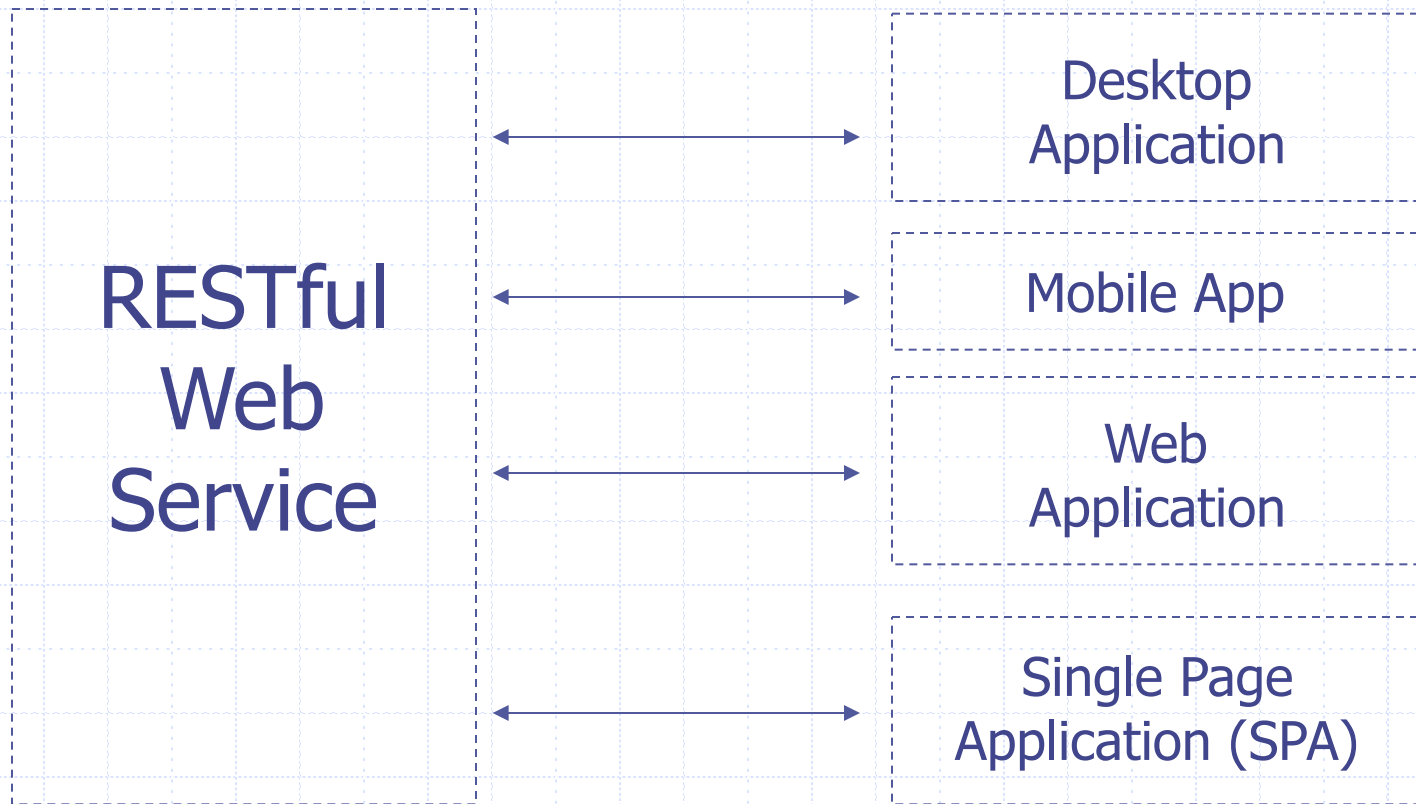 RESTful
Web
Service
Desktop
Application
Mobile App
Web
Application
Single Page
Application (SPA)